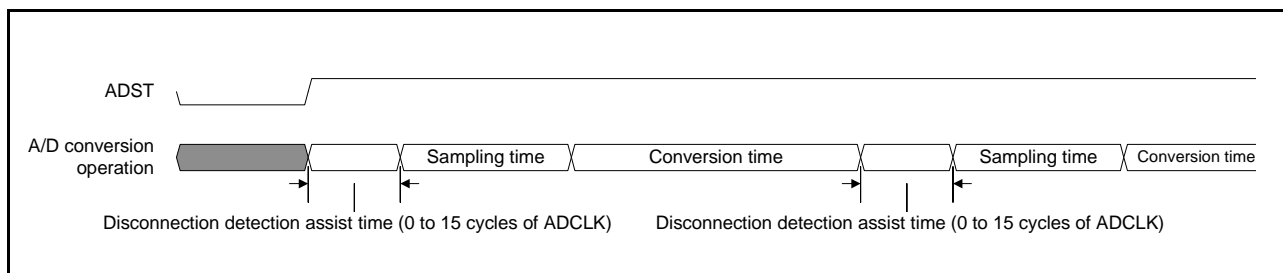 ADST
A/D conversion
operation
Sampling time
Conversion time
Sampling time
Conversion time
Disconnection detection assist time (0 to 15 cycles of ADCLK)
Disconnection detection assist time (0 to 15 cycles of ADCLK)